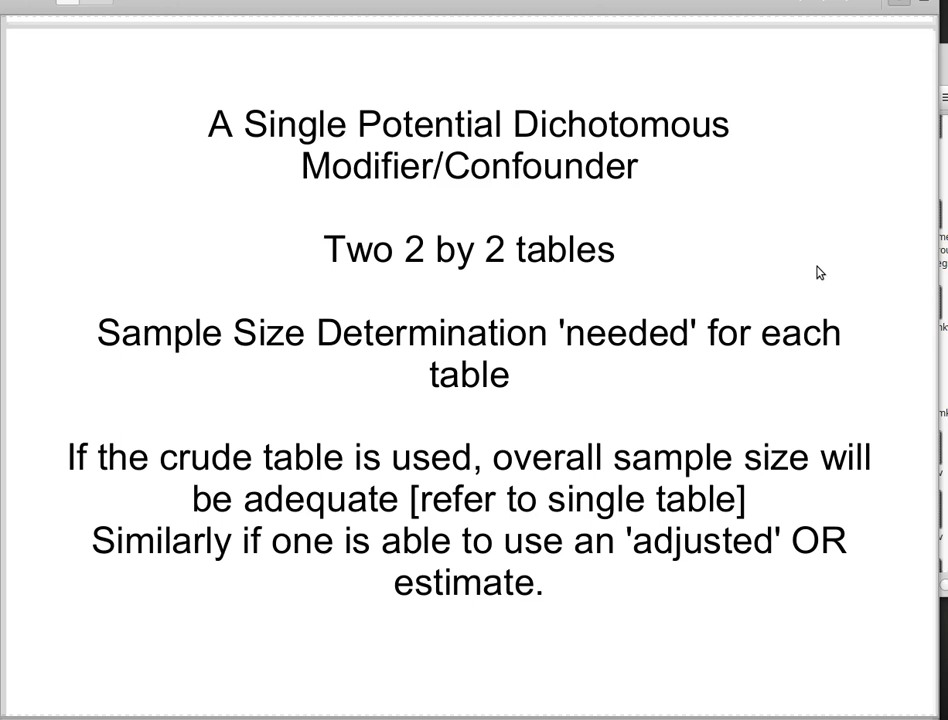 A Single Potential Dichotomous
Modifier/Confounder
Two 2 by 2 tables
Sample Size Determination 'needed' for each
table
If the crude table is used, overall sample size will
be adequate [refer to single table]
Similarly if one is able to use an 'adjusted' OR
estimate.